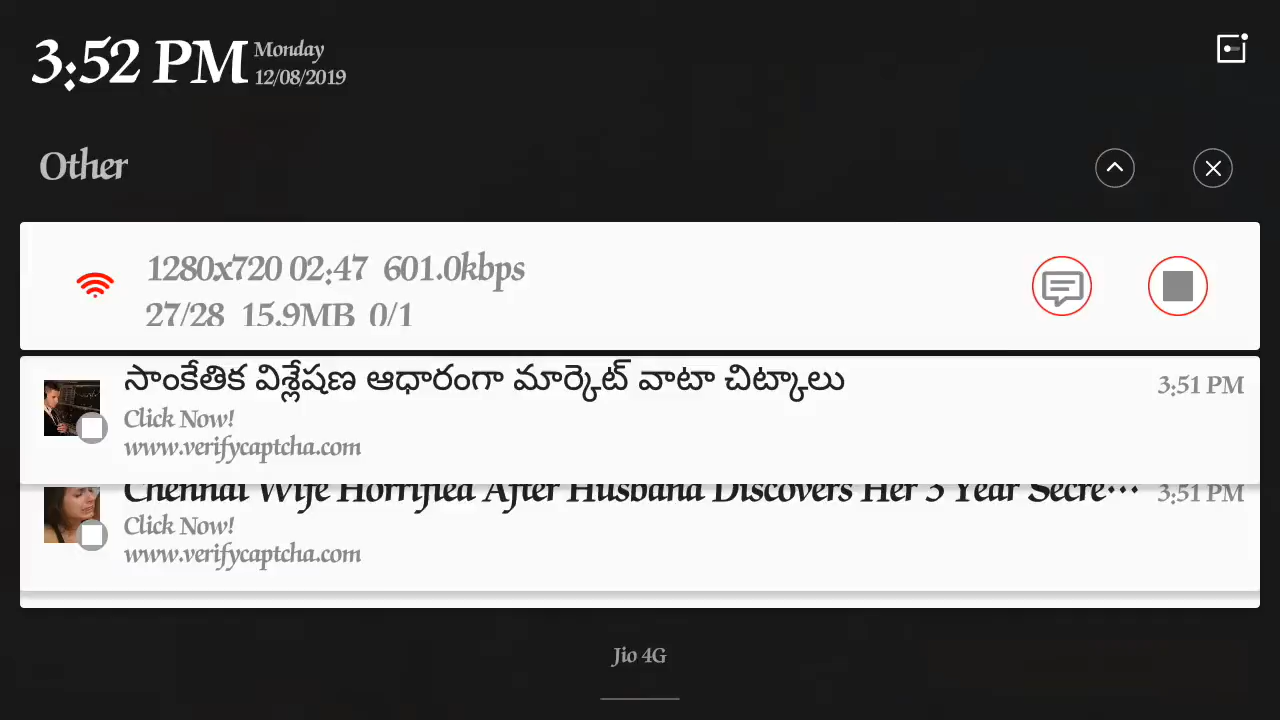 3:52 PM
Monday
12/08/2019
Other
1280x720 02:47 601.0kbps
27/28 15.9MB 0/1
సాంకేతిక విశ్లేషణ ఆధారంగా మార్కెట్ వాటా చిట్కాలు
3:51 PM
Click Now!
www.verifycaptcha.com
Chennai Wife Horrified After Husband Discovers Her 3 Year Secre···
3:51 PM
Click Now!
www.verifycaptcha.com
Jio 4G